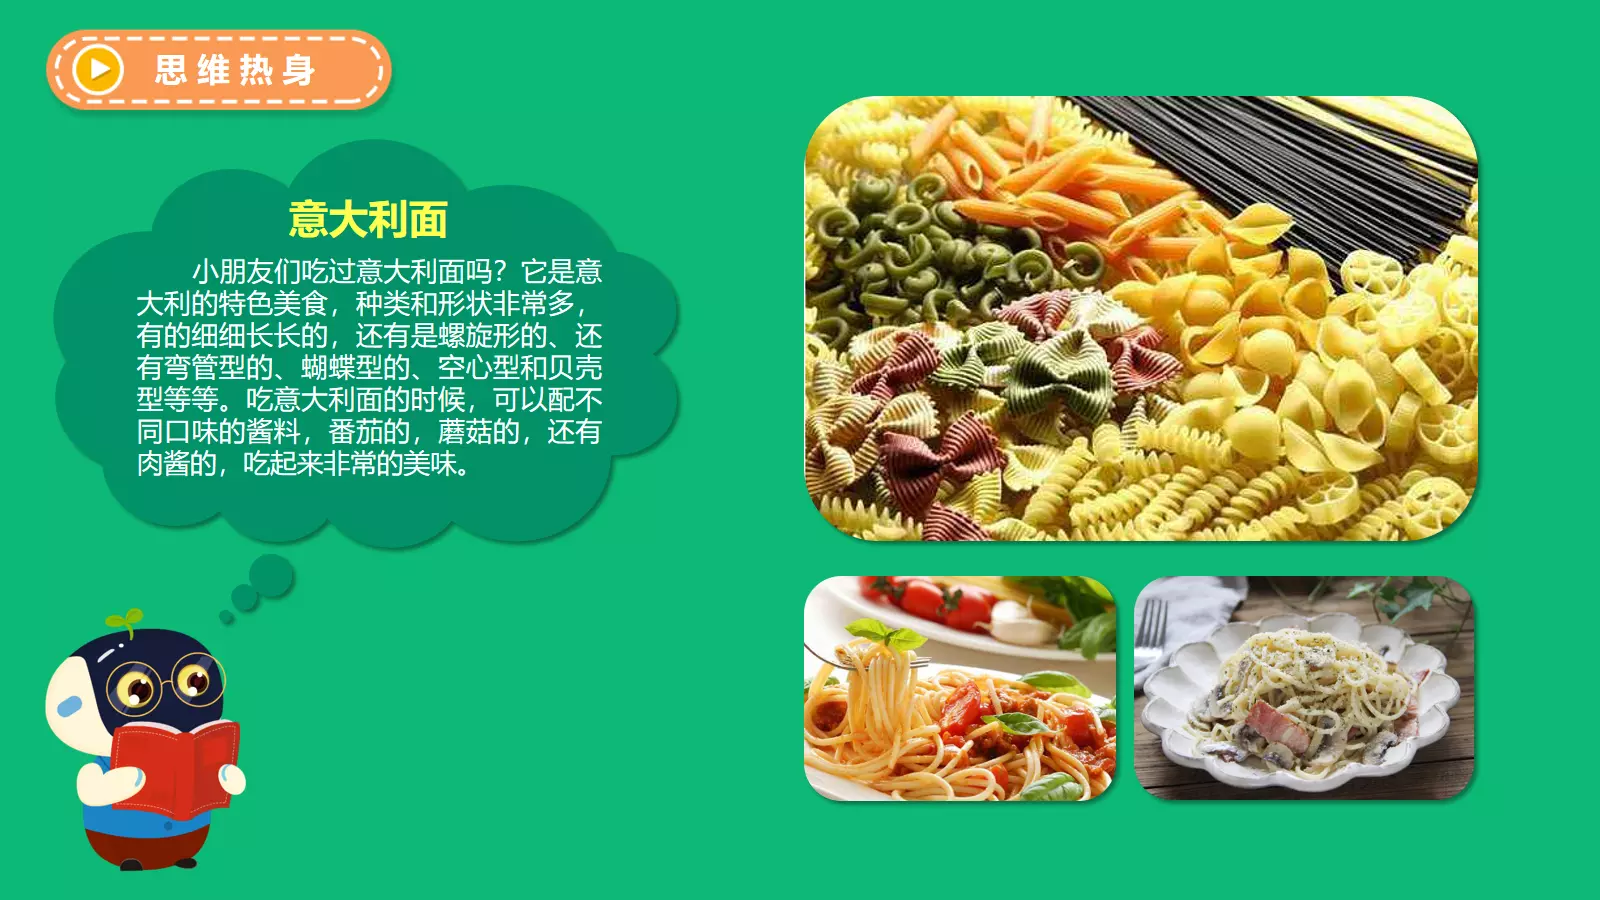 思维热身
意大利面
小朋友们吃过意大利面吗？它是意
大利的特色美食，种类和形状非常多，
有的细细长长的，还有是螺旋形的、还
有弯管型的、蝴蝶型的、空心型和贝壳
型等等。吃意大利面的时候，可以配不
同口味的酱料，番茄的，蘑菇的，还有
肉酱的，吃起来非常的美味。